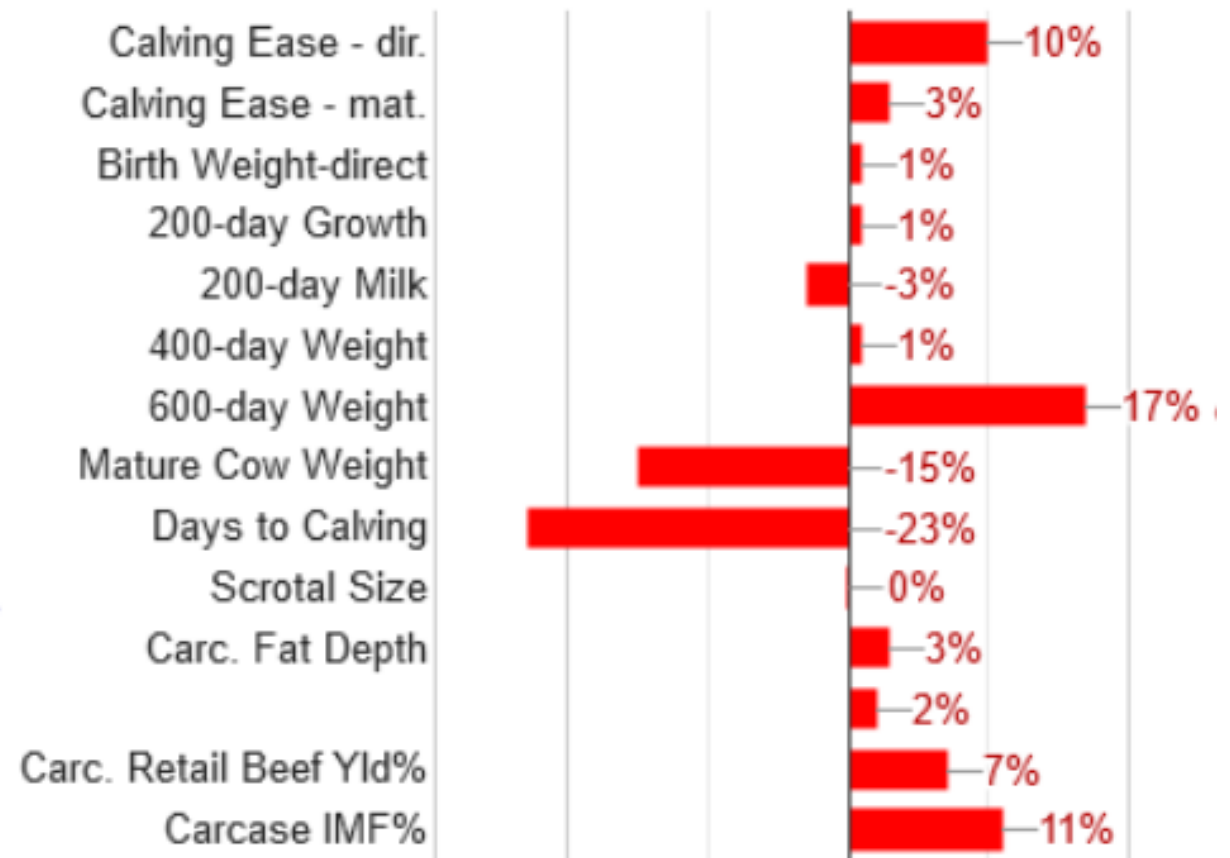 Calving Ease - dir. 10%
Calving Ease - mat. 3%
Birth Weight-direct 1%
200-day Growth 1%
200-day Milk -3%
400-day Weight 1%
600-day Weight 17%
Mature Cow Weight -15%
Days to Calving -23%
Scrotal Size 0%
Carc. Fat Depth 3%
2%
Carc. Retail Beef Yld% 7%
Carcase IMF% 11%